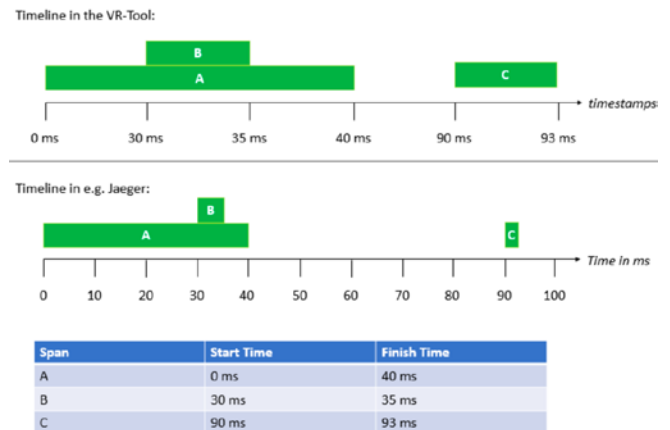 Timeline in the VR-Tool:
B
A
C
timestamps
0 ms 30 ms 35 ms 40 ms 90 ms 93 ms
Timeline in e.g. Jaeger:
B
A
C
Time in ms
0 10 20 30 40 50 60 70 80 90 100
Span Start Time Finish Time
A 0 ms 40 ms
B 30 ms 35 ms
C 90 ms 93 ms